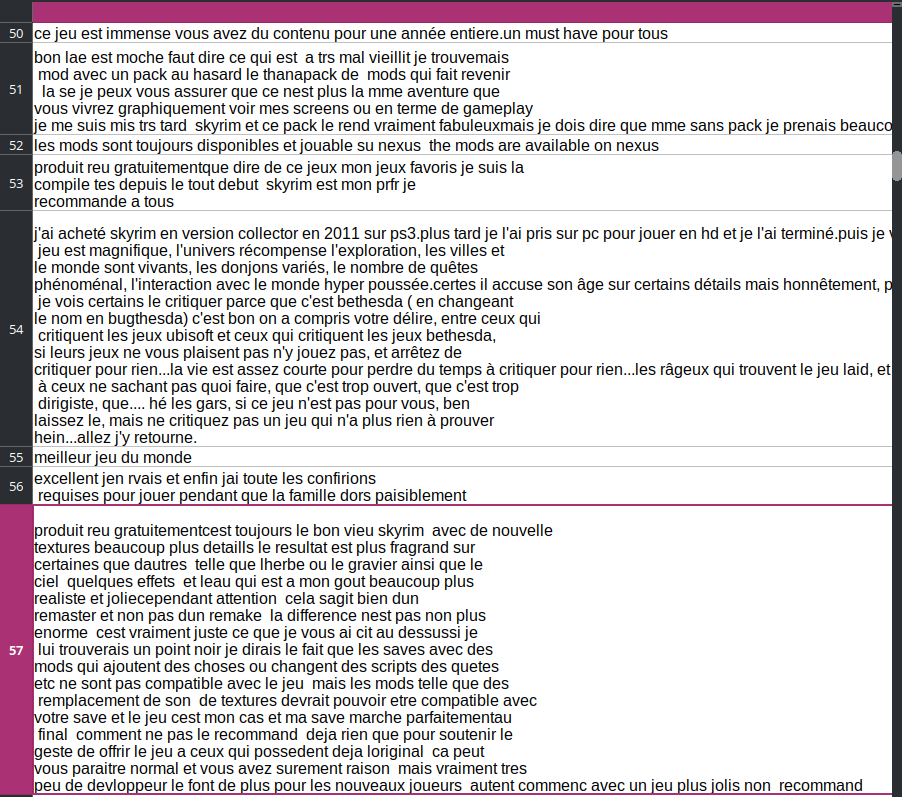 50 ce jeu est immense vous avez du contenu pour une année entiere.un must have pour tous
51 bon lae est moche faut dire ce qui est  a trs mal vieillit je trouvemais
mod avec un pack au hasard le thanapack de  mods qui fait revenir
la se je peux vous assurer que ce nest plus la mme aventure que
vous vivrez graphiquement voir mes screens ou en terme de gameplay
je me suis mis trs tard  skyrim et ce pack le rend vraiment fabuleuxmais je dois dire que mme sans pack je prenais beauco
52 les mods sont toujours disponibles et jouable su nexus  the mods are available on nexus
53 produit reu gratuitementque dire de ce jeux mon jeux favoris je suis la
compile tes depuis le tout debut  skyrim est mon prfr je
recommande a tous
54 j'ai acheté skyrim en version collector en 2011 sur ps3.plus tard je l'ai pris sur pc pour jouer en hd et je l'ai terminé.puis je v
jeu est magnifique, l'univers récompense l'exploration, les villes et
le monde sont vivants, les donjons variés, le nombre de quêtes
phénoménal, l'interaction avec le monde hyper poussée.certes il accuse son âge sur certains détails mais honnêtement, p
je vois certains le critiquer parce que c'est bethesda ( en changeant
le nom en bugthesda) c'est bon on a compris votre délire, entre ceux qui
critiquent les jeux ubisoft et ceux qui critiquent les jeux bethesda,
si leurs jeux ne vous plaisent pas n'y jouez pas, et arrêtez de
critiquer pour rien...la vie est assez courte pour perdre du temps à critiquer pour rien...les râgeux qui trouvent le jeu laid, et
à ceux ne sachant pas quoi faire, que c'est trop ouvert, que c'est trop
dirigiste, que.... hé les gars, si ce jeu n'est pas pour vous, ben
laissez le, mais ne critiquez pas un jeu qui n'a plus rien à prouver
hein...allez j'y retourne.
55 meilleur jeu du monde
56 excellent jen rvais et enfin jai toute les confirions
requises pour jouer pendant que la famille dors paisiblement
57 produit reu gratuitementcest toujours le bon vieu skyrim  avec de nouvelle
textures beaucoup plus detaills le resultat est plus fragrand sur
certaines que dautres  telle que lherbe ou le gravier ainsi que le
ciel  quelques effets  et leau qui est a mon gout beaucoup plus
realiste et joliecependant attention  cela sagit bien dun
remaster et non pas dun remake  la difference nest pas non plus
enorme  cest vraiment juste ce que je vous ai cit au dessussi je
lui trouverais un point noir je dirais le fait que les saves avec des
mods qui ajoutent des choses ou changent des scripts des quetes
etc ne sont pas compatible avec le jeu  mais les mods telle que des
remplacement de son  de textures devrait pouvoir etre compatible avec
votre save et le jeu cest mon cas et ma save marche parfaitementau
final  comment ne pas le recommand  deja rien que pour soutenir le
geste de offrir le jeu a ceux qui possedent deja loriginal  ca peut
vous paraitre normal et vous avez surement raison  mais vraiment tres
peu de devloppeur le font de plus pour les nouveaux joueurs  autent commenc avec un jeu plus jolis non  recommand